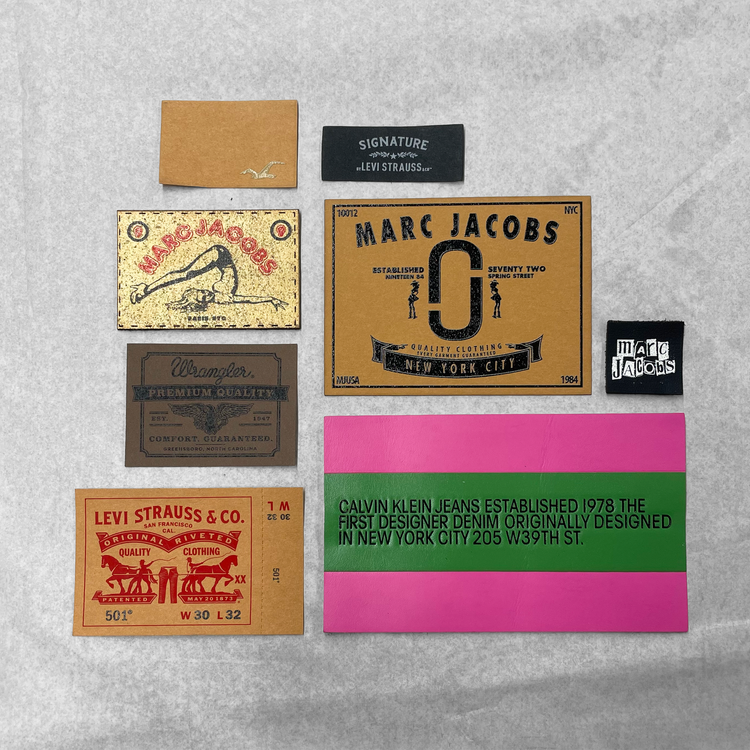 SIGNATURE
BY LEVI STRAUSS & CO™
MARC JACOBS
PARIS NYC
10012
NYC
MARC JACOBS
ESTABLISHED
NINETEEN 84
SEVENTY TWO
SPRING STREET
QUALITY CLOTHING
EVERY GARMENT GUARANTEED
NEW YORK CITY
MJUSA
1984
MARC
JACOBS
Wrangler
PREMIUM QUALITY
EST. 1947
COMFORT. GUARANTEED.
GREENSBORO, NORTH CAROLINA
LEVI STRAUSS & CO.
SAN FRANCISCO
CAL.
ORIGINAL RIVETED
QUALITY CLOTHING
XX
PATENTED MAY 20 1873
501® W 30 L 32
W L
30 32
501®
CALVIN KLEIN JEANS ESTABLISHED 1978 THE
FIRST DESIGNER DENIM ORIGINALLY DESIGNED
IN NEW YORK CITY 205 W39TH ST.